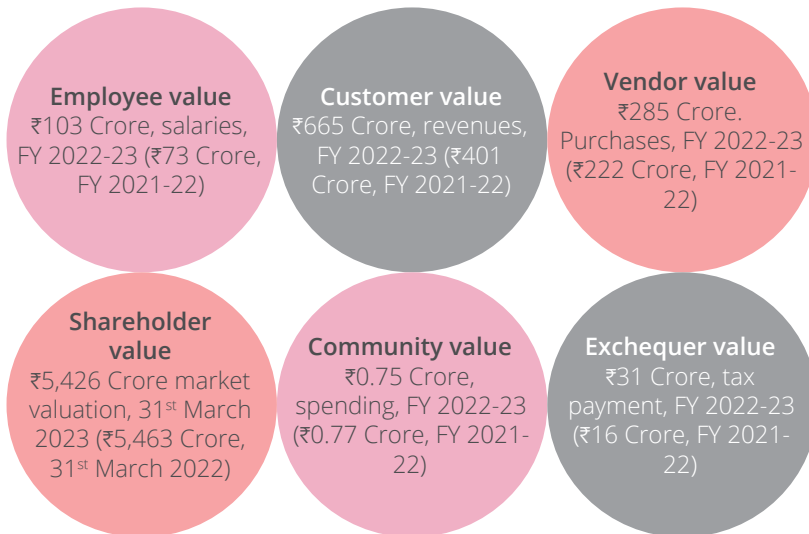 Employee value
₹103 Crore, salaries,
FY 2022-23 (₹73 Crore,
FY 2021-22)
Customer value
₹665 Crore, revenues,
FY 2022-23 (₹401
Crore, FY 2021-22)
Vendor value
₹285 Crore.
Purchases, FY 2022-23
(₹222 Crore, FY 2021-
22)
Shareholder
value
₹5,426 Crore market
valuation, 31st March
2023 (₹5,463 Crore,
31st March 2022)
Community value
₹0.75 Crore,
spending, FY 2022-23
(₹0.77 Crore, FY 2021-
22)
Exchequer value
₹31 Crore, tax
payment, FY 2022-23
(₹16 Crore, FY 2021-
22)